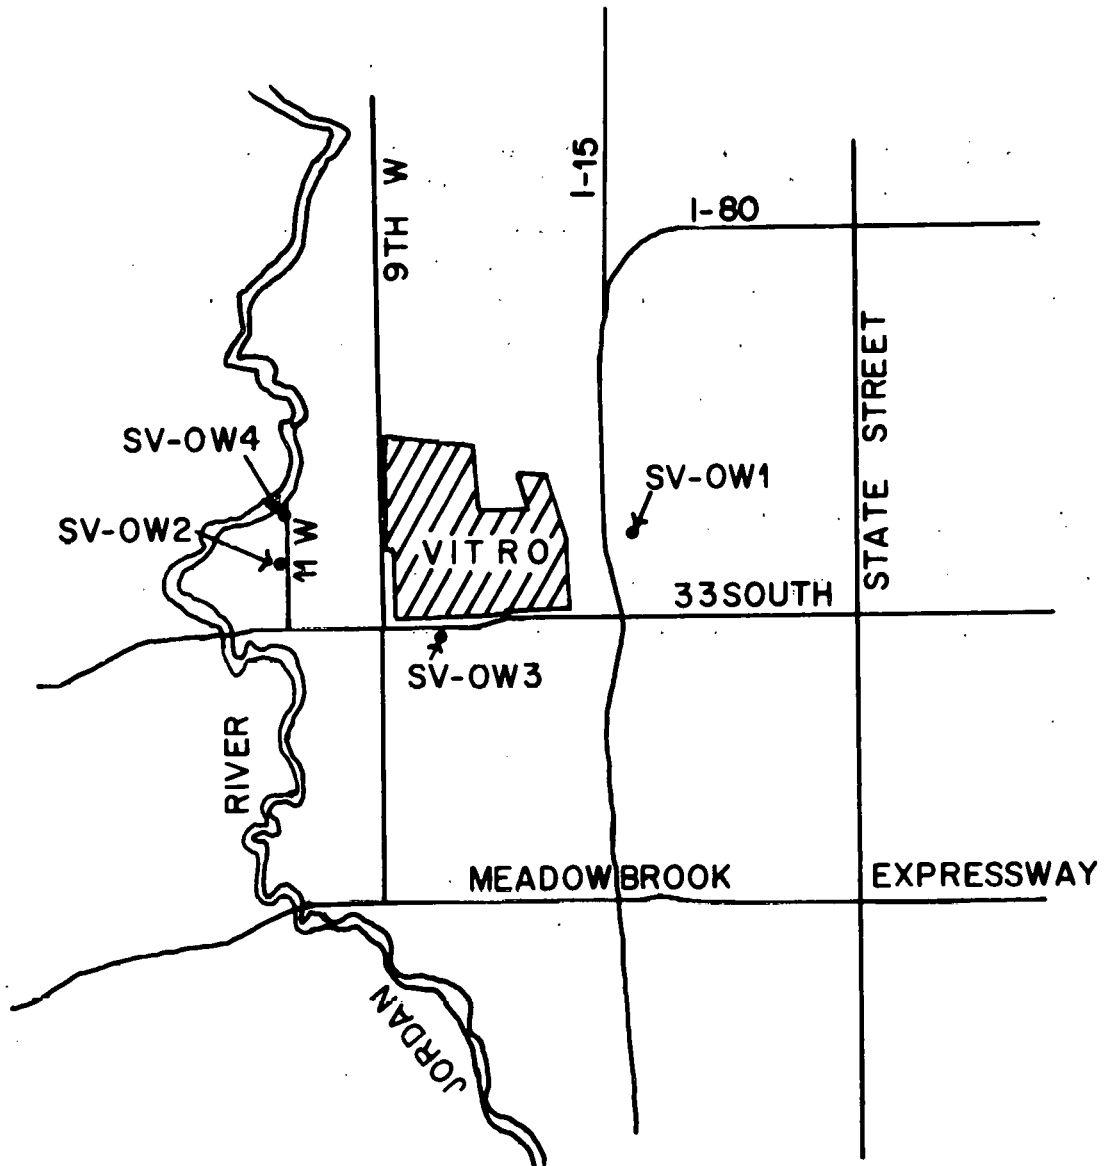 I-15
9TH W
I-80
STATE STREET
SV-OW4
SV-OW1
SV-OW2
11 W
VITRO
33SOUTH
SV-OW3
RIVER
MEADOWBROOK EXPRESSWAY
JORDAN